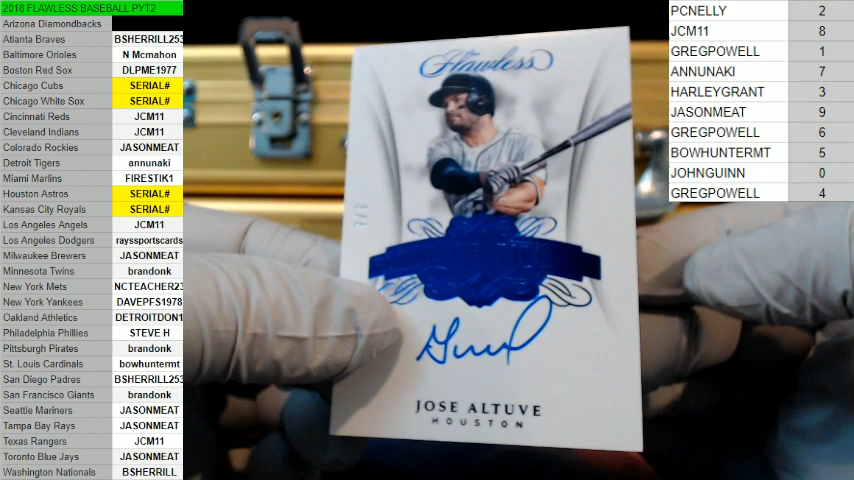 2018 FLAWLESS BASEBALL PYT2
Arizona Diamondbacks
Atlanta Braves BSHERRILL253
Baltimore Orioles N Mcmahon
Boston Red Sox DLPME1977
Chicago Cubs SERIAL#
Chicago White Sox SERIAL#
Cincinnati Reds JCM11
Cleveland Indians JCM11
Colorado Rockies JASONMEAT
Detroit Tigers annunaki
Miami Marlins FIRESTIK1
Houston Astros SERIAL#
Kansas City Royals SERIAL#
Los Angeles Angels JCM11
Los Angeles Dodgers rayssportscards
Milwaukee Brewers JASONMEAT
Minnesota Twins brandonk
New York Mets NCTEACHER23
New York Yankees DAVEPFS1978
Oakland Athletics DETROITDON1
Philadelphia Phillies STEVE H
Pittsburgh Pirates brandonk
St. Louis Cardinals bowhuntermt
San Diego Padres BSHERRILL253
San Francisco Giants brandonk
Seattle Mariners JASONMEAT
Tampa Bay Rays JASONMEAT
Texas Rangers JCM11
Toronto Blue Jays JASONMEAT
Washington Nationals BSHERRILL
Flawless
JOSE ALTUVE
HOUSTON
PCNELLY 2
JCM11 8
GREGPOWELL 1
ANNUNAKI 7
HARLEYGRANT 3
JASONMEAT 9
GREGPOWELL 6
BOWHUNTERMT 5
JOHNGUINN 0
GREGPOWELL 4